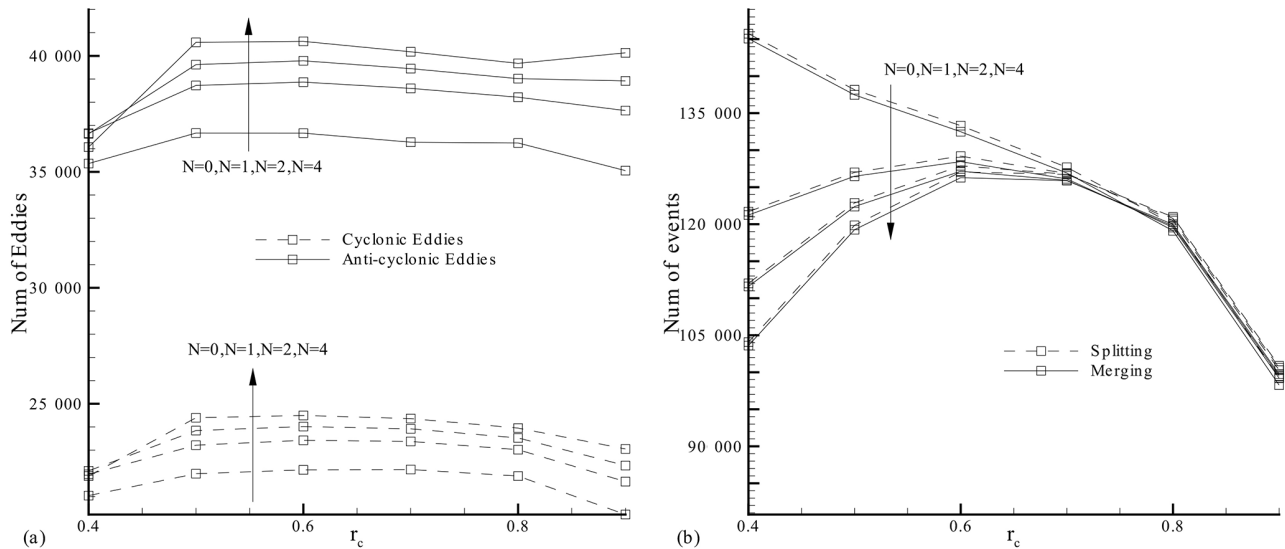 40 000
35 000
30 000
25 000
Num of Eddies
N=0,N=1,N=2,N=4
Cyclonic Eddies
Anti-cyclonic Eddies
N=0,N=1,N=2,N=4
0.4
0.6
0.8
r_c
(a)
135 000
120 000
105 000
90 000
Num of events
N=0,N=1,N=2,N=4
Splitting
Merging
0.4
0.6
0.8
r_c
(b)